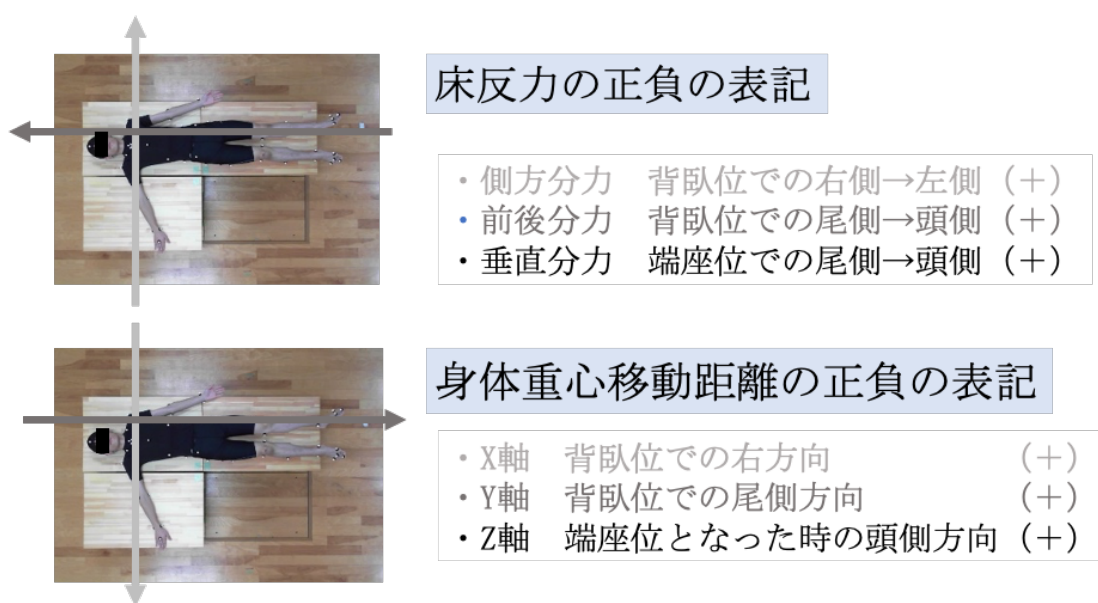 床反力の正負の表記
・側方分力　背臥位での右側→左側（＋）
・前後分力　背臥位での尾側→頭側（＋）
・垂直分力　端座位での尾側→頭側（＋）
身体重心移動距離の正負の表記
・X軸　背臥位での右方向　（＋）
・Y軸　背臥位での尾側方向　（＋）
・Z軸　端座位となった時の頭側方向（＋）